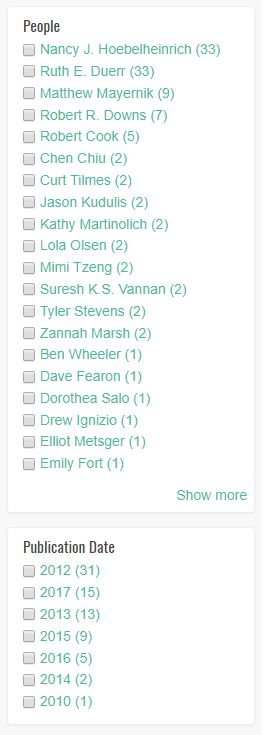 People
Nancy J. Hoebelheinrich (33)
Ruth E. Duerr (33)
Matthew Mayernik (9)
Robert R. Downs (7)
Robert Cook (5)
Chen Chiu (2)
Curt Tilmes (2)
Jason Kudulis (2)
Kathy Martinolich (2)
Lola Olsen (2)
Mimi Tzeng (2)
Suresh K.S. Vannan (2)
Tyler Stevens (2)
Zannah Marsh (2)
Ben Wheeler (1)
Dave Fearon (1)
Dorothea Salo (1)
Drew Ignizio (1)
Elliot Metsger (1)
Emily Fort (1)
Show more
Publication Date
2012 (31)
2017 (15)
2013 (13)
2015 (9)
2016 (5)
2014 (2)
2010 (1)